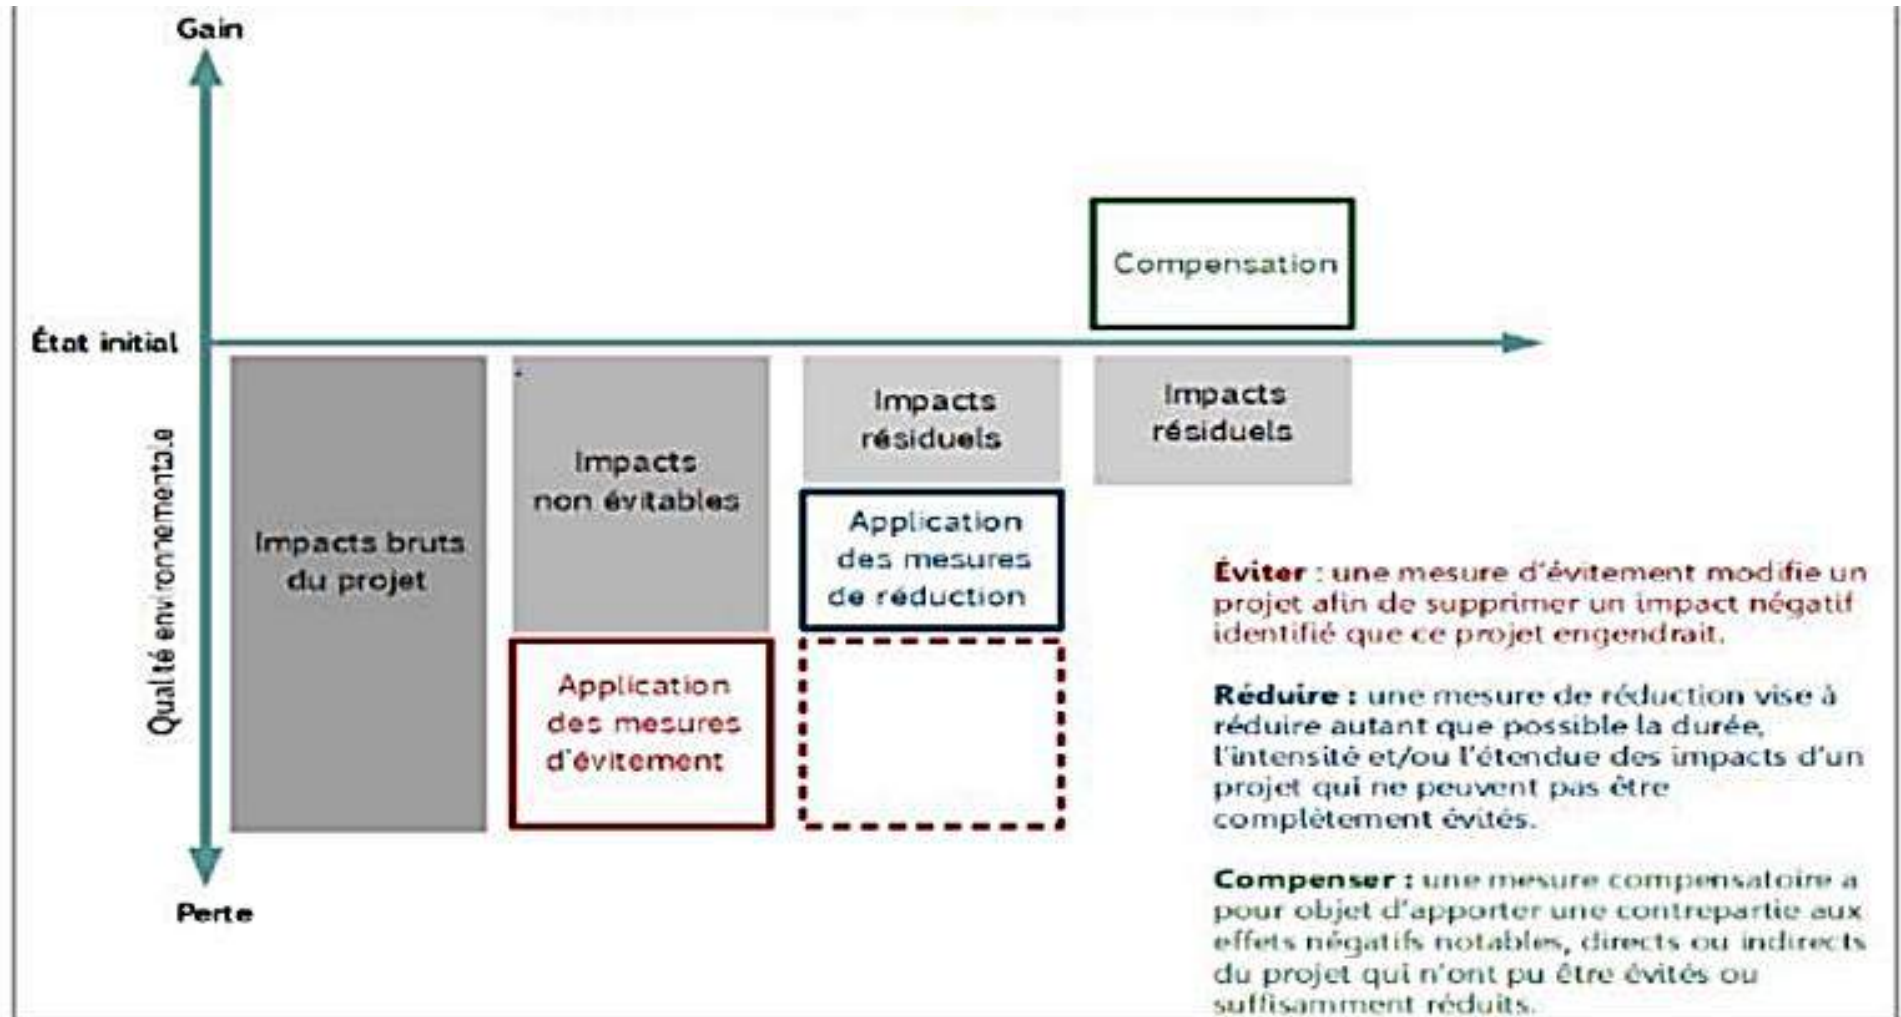 Gain
Compensation
État initial
Impacts
résiduels
Impacts
résiduels
Impacts
non évitables
Impacts bruts
du projet
Application
des mesures
de réduction
Application
des mesures
d'évitement
Qualité environnementale
Perte
Éviter : une mesure d'évitement modifie un
projet afin de supprimer un impact négatif
identifié que ce projet engendrait.
Réduire : une mesure de réduction vise à
réduire autant que possible la durée,
l'intensité et/ou l'étendue des impacts d'un
projet qui ne peuvent pas être
complètement évités.
Compenser : une mesure compensatoire a
pour objet d'apporter une contrepartie aux
effets négatifs notables, directs ou indirects
du projet qui n'ont pu être évités ou
suffisamment réduits.